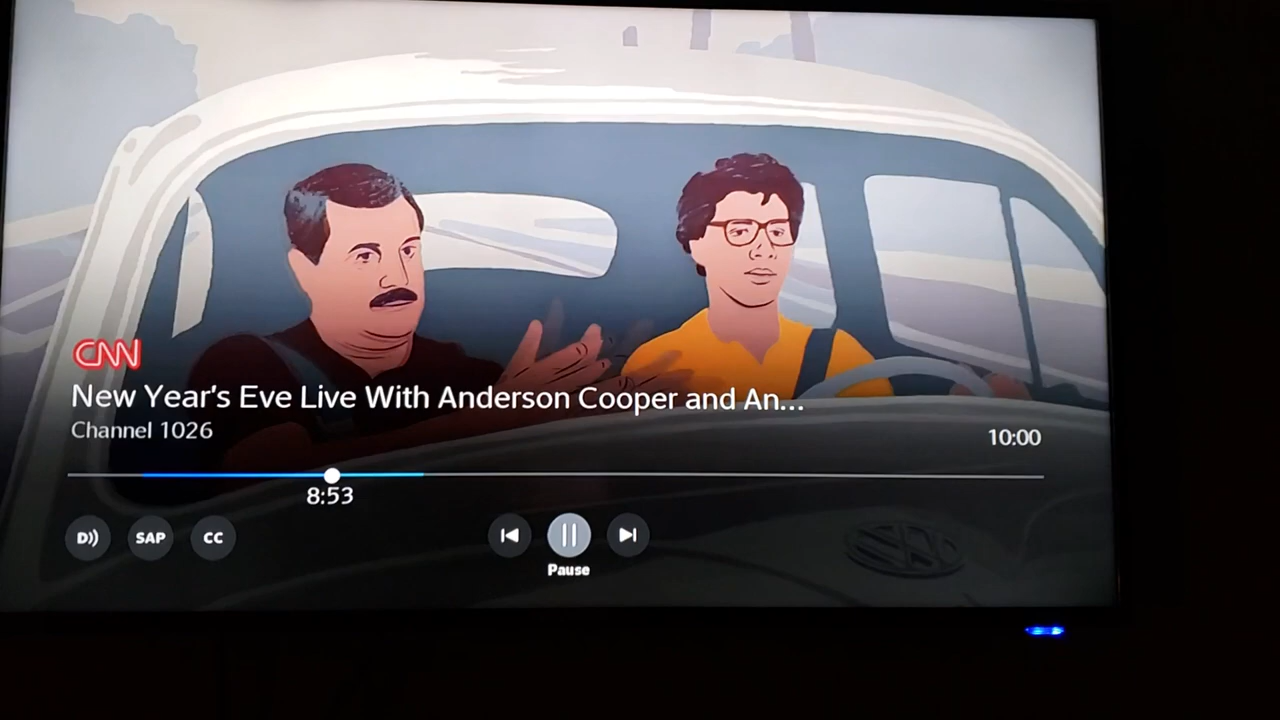 CNN
New Year's Eve Live With Anderson Cooper and An...
Channel 1026
10:00
8:53
D))
SAP
CC
Pause